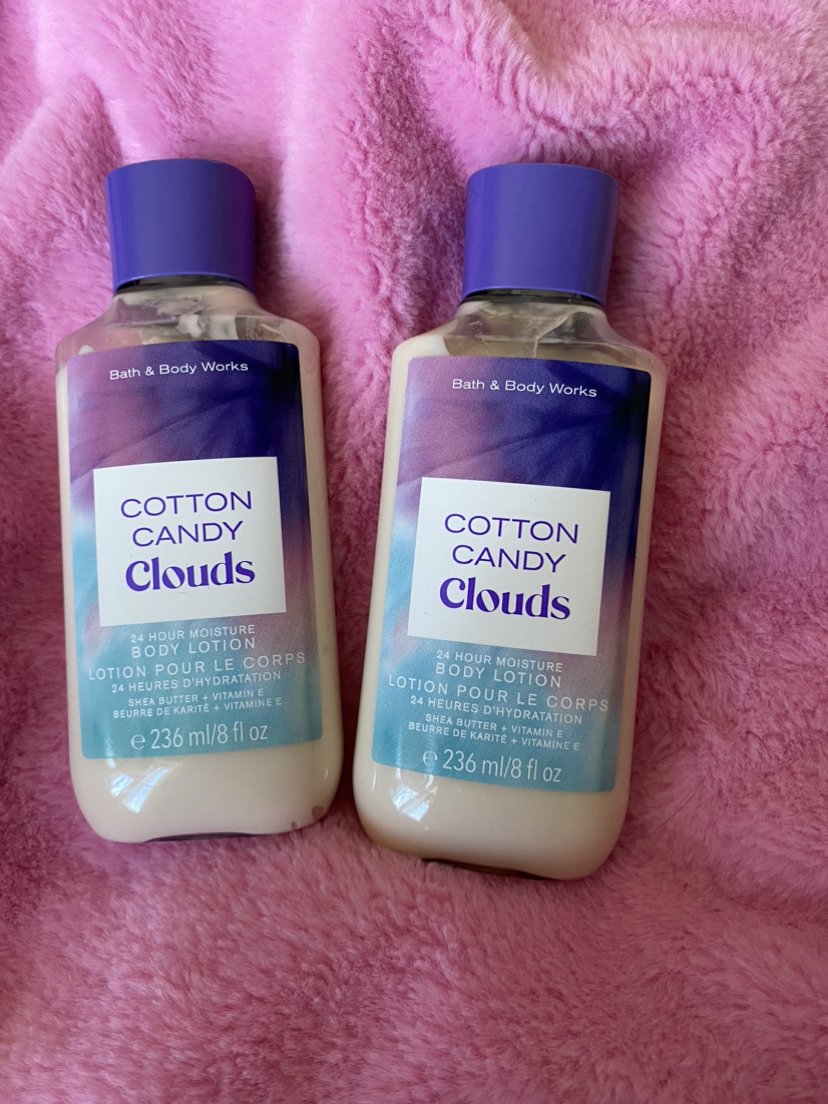 Bath & Body Works
COTTON
CANDY
Clouds
24 HOUR MOISTURE
BODY LOTION
LOTION POUR LE CORPS
24 HEURES D'HYDRATATION
SHEA BUTTER + VITAMIN E
BEURRE DE KARITÉ + VITAMINE E
℮ 236 ml/8 fl oz
Bath & Body Works
COTTON
CANDY
Clouds
24 HOUR MOISTURE
BODY LOTION
LOTION POUR LE CORPS
24 HEURES D'HYDRATATION
SHEA BUTTER + VITAMIN E
BEURRE DE KARITÉ + VITAMINE E
℮ 236 ml/8 fl oz